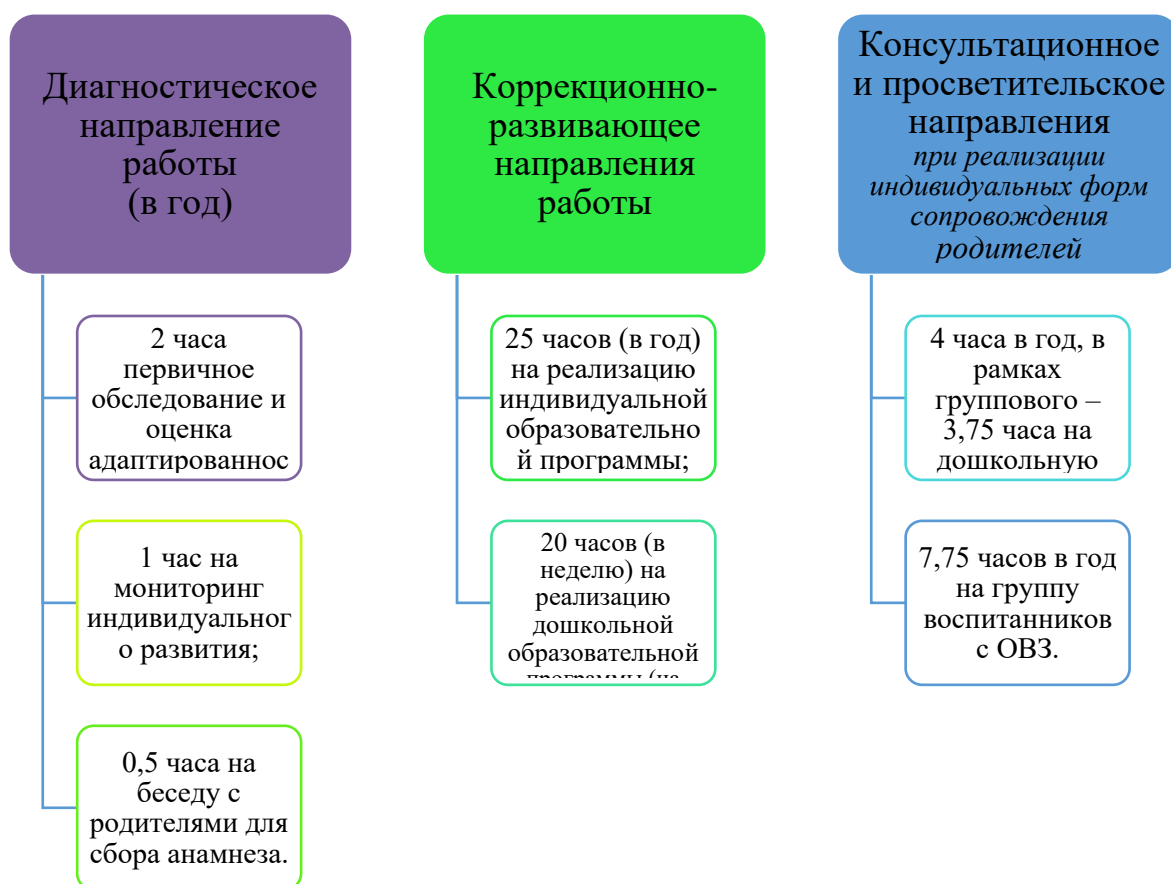 Диагностическое
направление
работы
(в год)
2 часа
первичное
обследование и
оценка
адаптированнос
1 час на
мониторинг
индивидуальног
о развития;
0,5 часа на
беседу с
родителями для
сбора анамнеза.
Коррекционно-
развивающее
направления
работы
25 часов (в год)
на реализацию
индивидуальной
образовательно
й программы;
20 часов (в
неделю) на
реализацию
дошкольной
образовательной
программы (на
Консультационное
и просветительское
направления
при реализации
индивидуальных форм
сопровождения
родителей
4 часа в год, в
рамках
группового –
3,75 часа на
дошкольную
7,75 часов в год
на группу
воспитанников
с ОВЗ.